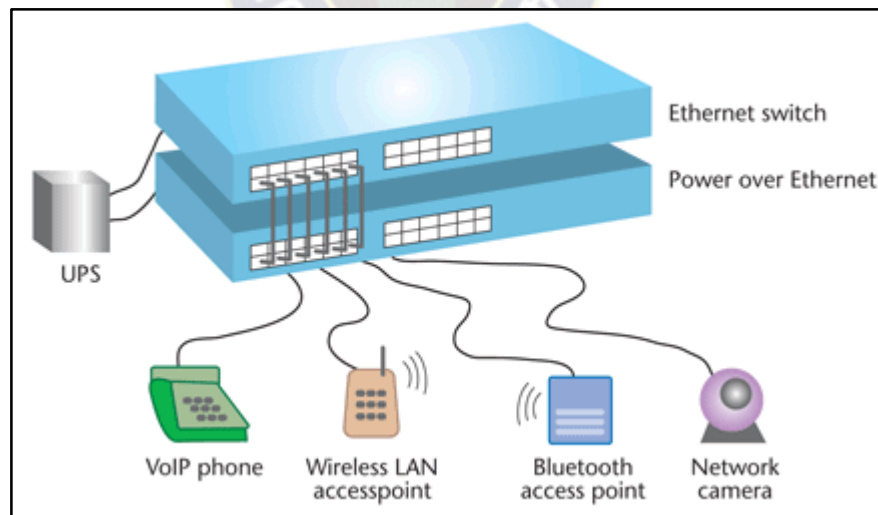 Ethernet switch
Power over Ethernet
UPS
VoIP phone
Wireless LAN
accesspoint
Bluetooth
access point
Network
camera